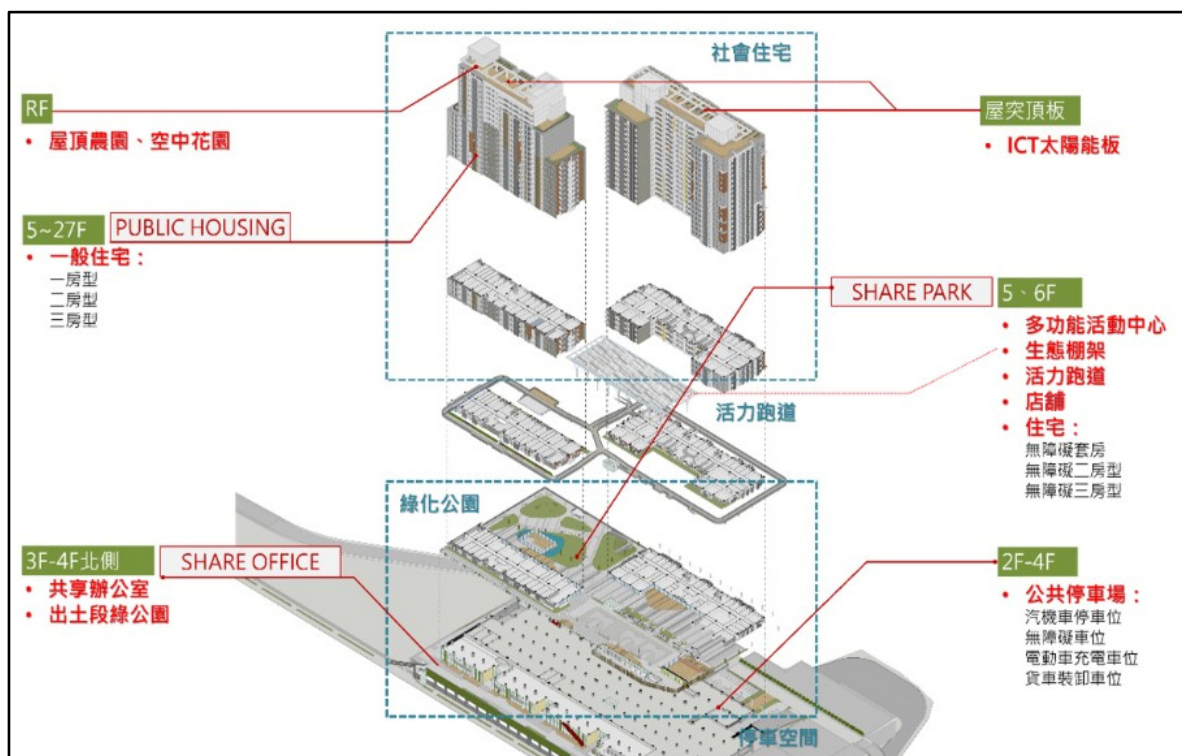 社會住宅
RF
• 屋頂農園、空中花園
屋突頂板
• ICT太陽能板
5~27F PUBLIC HOUSING
• 一般住宅：
一房型
二房型
三房型
SHARE PARK 5、6F
• 多功能活動中心
• 生態棚架
• 活力跑道
• 店舖
• 住宅：
無障礙套房
無障礙二房型
無障礙三房型
活力跑道
綠化公園
3F-4F北側 SHARE OFFICE
• 共享辦公室
• 出土段綠公園
2F-4F
• 公共停車場：
汽機車停車位
無障礙車位
電動車充電車位
貨車裝卸車位
停車空間